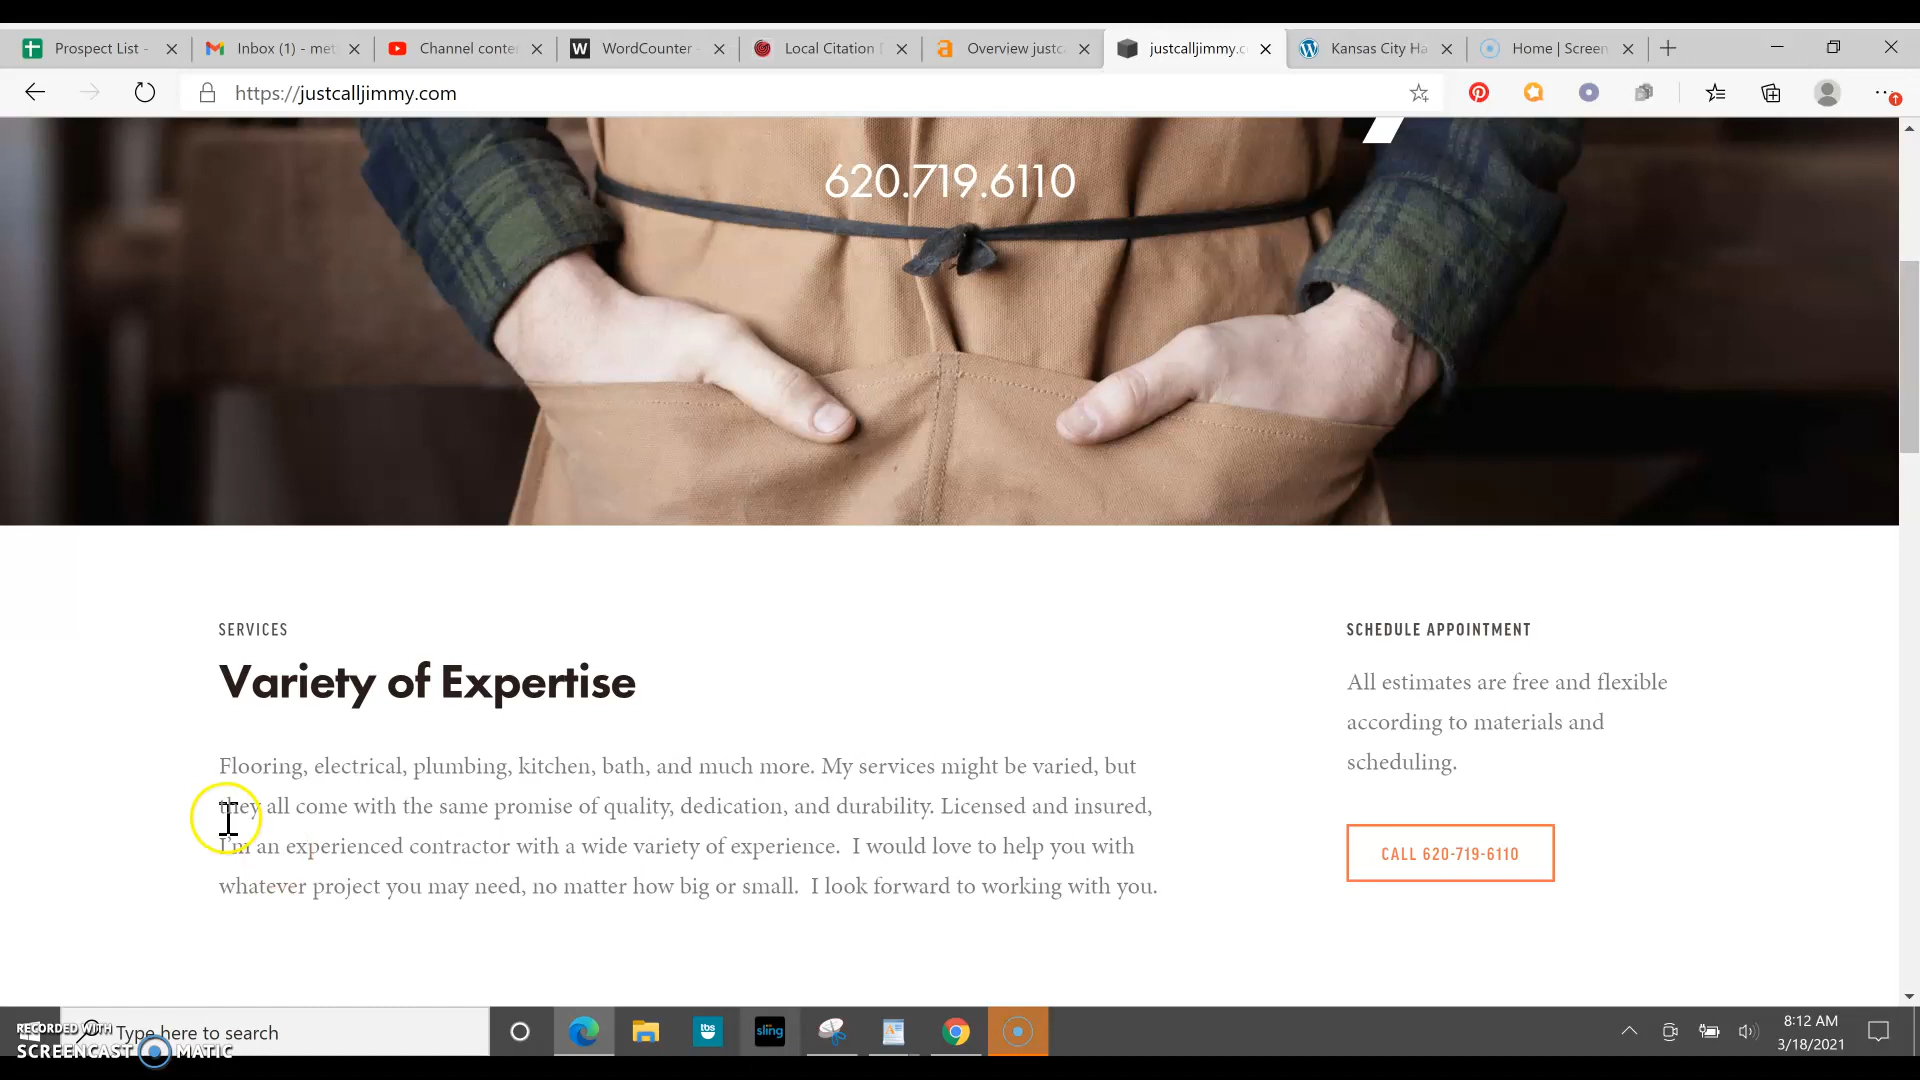 Prospect List -
Inbox (1) - met
Channel conte
WordCounter -
Local Citation
Overview justc
justcalljimmy.c
Kansas City Ha
Home | Screen
https://justcalljimmy.com
620.719.6110
SERVICES
Variety of Expertise
Flooring, electrical, plumbing, kitchen, bath, and much more. My services might be varied, but
they all come with the same promise of quality, dedication, and durability. Licensed and insured,
I'm an experienced contractor with a wide variety of experience.  I would love to help you with
whatever project you may need, no matter how big or small.  I look forward to working with you.
SCHEDULE APPOINTMENT
All estimates are free and flexible
according to materials and
scheduling.
CALL 620-719-6110
Type here to search
RECORDED WITH
SCREENCAST MATIC
tbs
sling
8:12 AM
3/18/2021